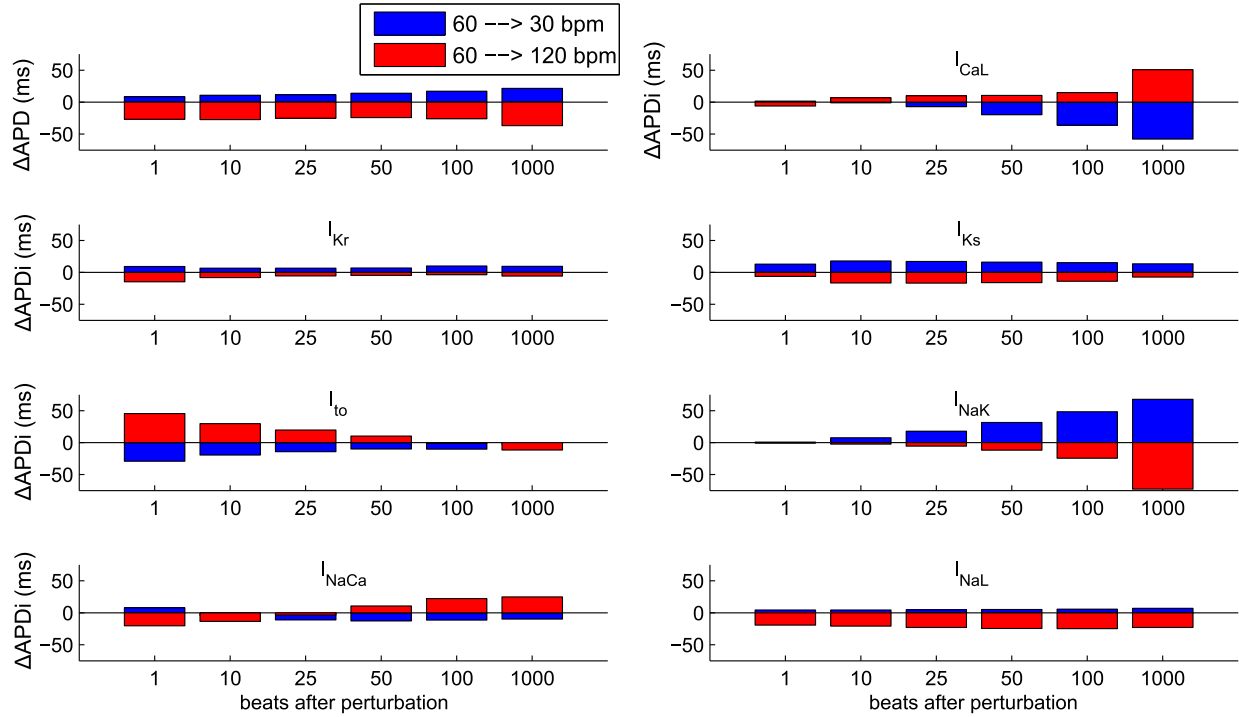 60 --> 30 bpm
60 --> 120 bpm
ΔAPD (ms)
50
0
−50
1 10 25 50 100 1000
ΔAPDi (ms)
I_CaL
50
0
−50
1 10 25 50 100 1000
ΔAPDi (ms)
I_Kr
50
0
−50
1 10 25 50 100 1000
I_Ks
50
0
−50
1 10 25 50 100 1000
ΔAPDi (ms)
I_to
50
0
−50
1 10 25 50 100 1000
I_NaK
50
0
−50
1 10 25 50 100 1000
ΔAPDi (ms)
I_NaCa
50
0
−50
1 10 25 50 100 1000
beats after perturbation
I_NaL
50
0
−50
1 10 25 50 100 1000
beats after perturbation